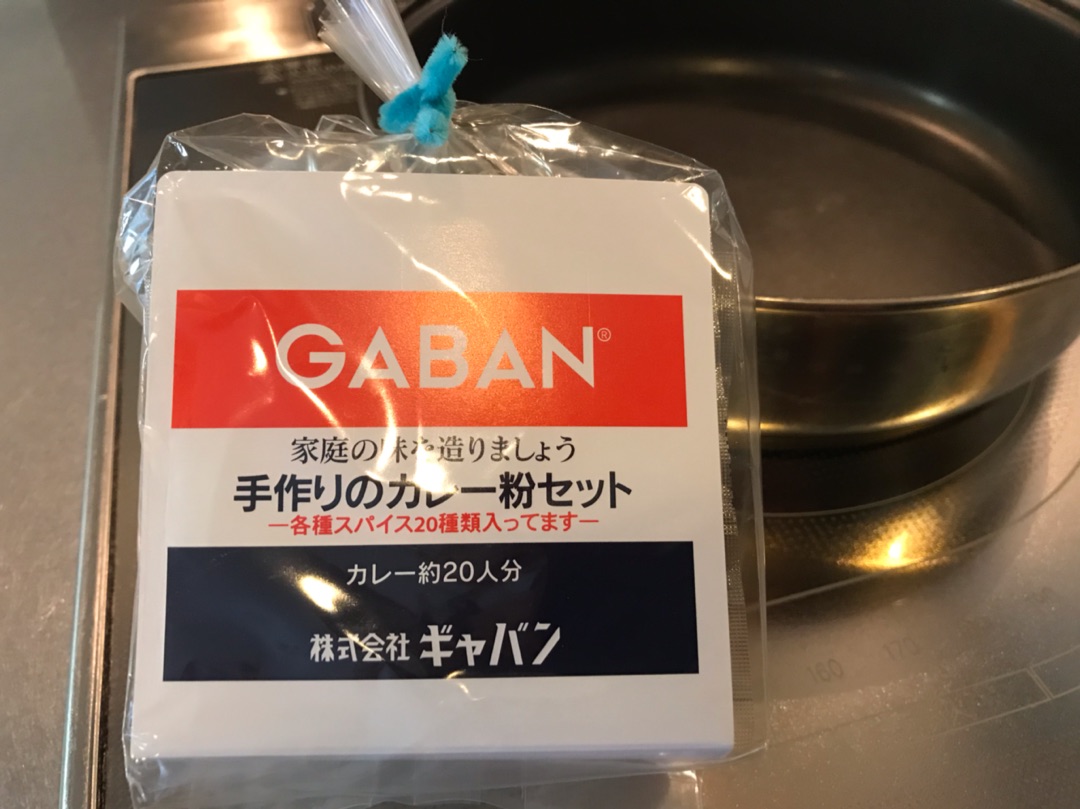 GABAN®
家庭の味を造りましょう
手作りのカレー粉セット
―各種スパイス20種類入ってます―
カレー約20人分
株式会社 ギャバン